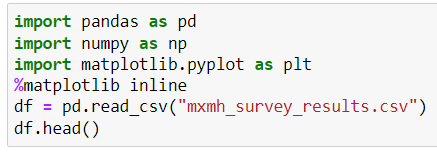 import pandas as pd
import numpy as np
import matplotlib.pyplot as plt
%matplotlib inline
df = pd.read_csv("mxmh_survey_results.csv")
df.head()